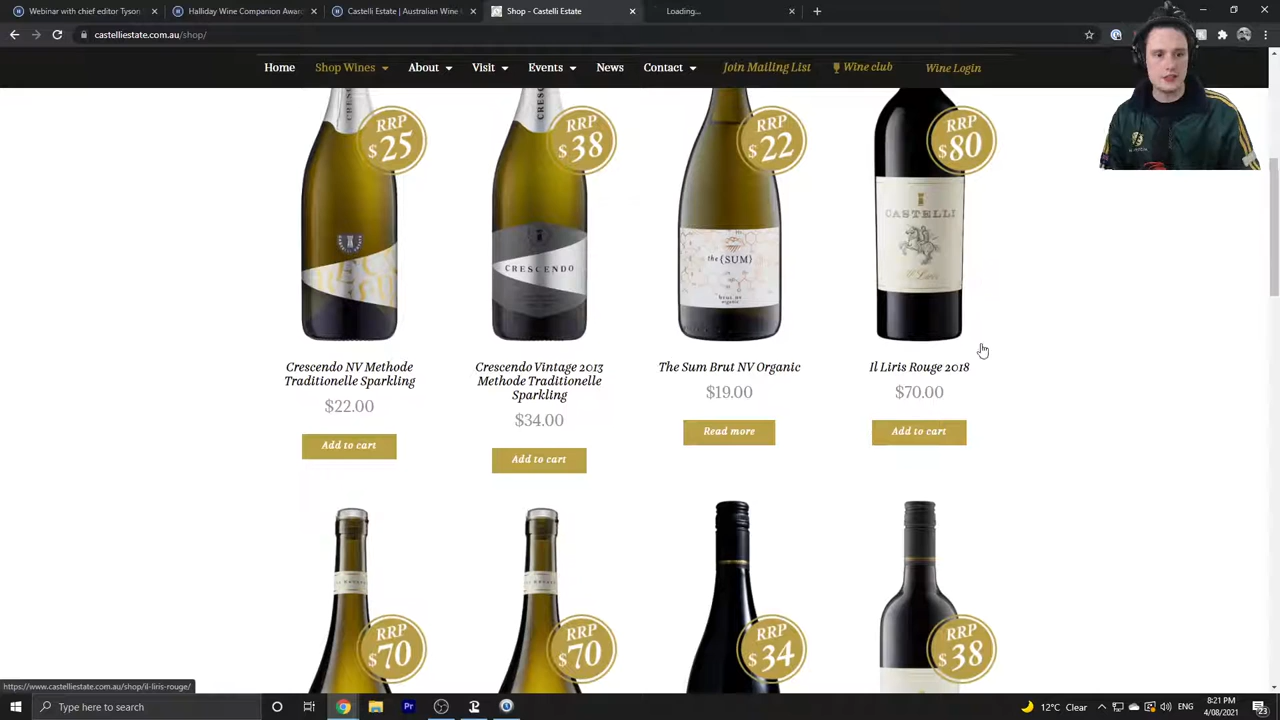 Webinar with chief editor Tyson
Halliday Wine Companion Awar
Castelli Estate | Australian Wine
Shop - Castelli Estate
Loading...
castelliestate.com.au/shop/
Home Shop Wines About Visit Events News Contact Join Mailing List Wine club Wine Login
RRP $25
RRP $38
RRP $22
RRP $80
CRESCENDO
the (SUM)
BRUT NV
organic
CASTELLI
Il Liris
Crescendo NV Methode
Traditionelle Sparkling
$22.00
Add to cart
Crescendo Vintage 2013
Methode Traditionelle
Sparkling
$34.00
Add to cart
The Sum Brut NV Organic
$19.00
Read more
Il Liris Rouge 2018
$70.00
Add to cart
RRP $70
RRP $70
RRP $34
RRP $38
https://www.castelliestate.com.au/shop/il-liris-rouge/
Type here to search
12°C Clear
8:21 PM
4/08/2021
23